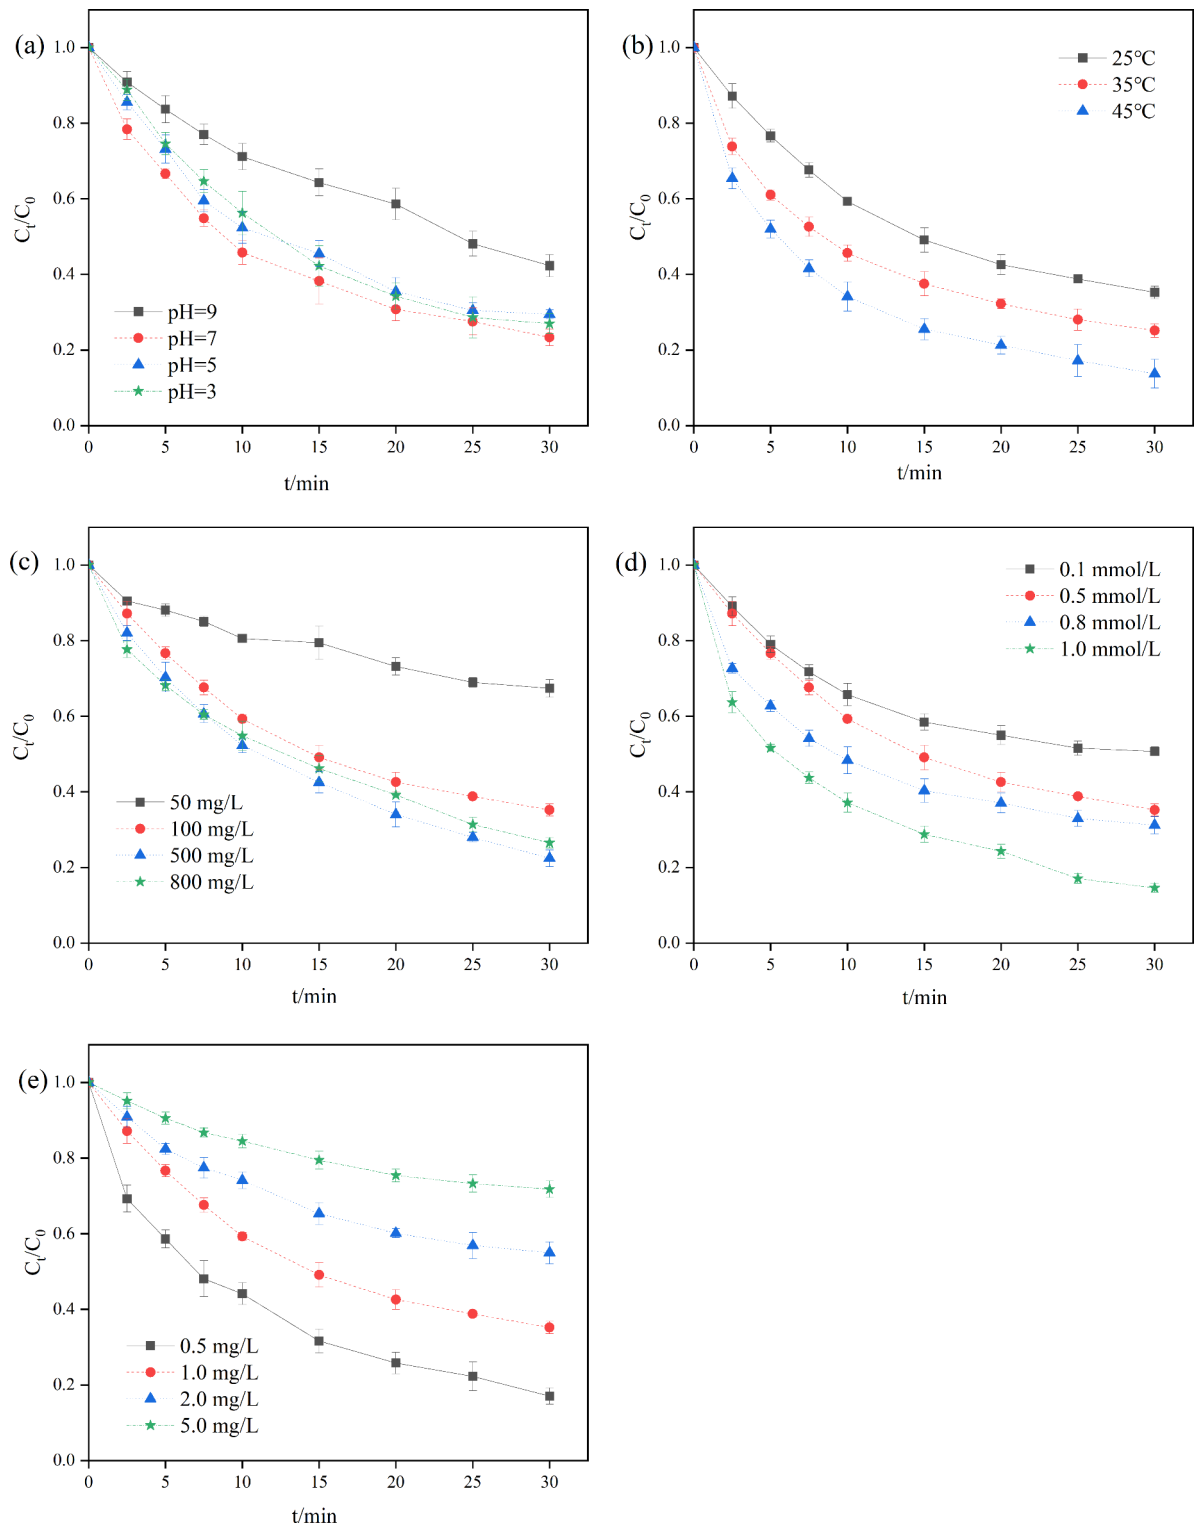 (a)
1.0
0.8
0.6
0.4
0.2
0.0
Ct/C0
pH=9
pH=7
pH=5
pH=3
0 5 10 15 20 25 30
t/min
(b)
1.0
0.8
0.6
0.4
0.2
0.0
Ct/C0
25℃
35℃
45℃
0 5 10 15 20 25 30
t/min
(c)
1.0
0.8
0.6
0.4
0.2
0.0
Ct/C0
50 mg/L
100 mg/L
500 mg/L
800 mg/L
0 5 10 15 20 25 30
t/min
(d)
1.0
0.8
0.6
0.4
0.2
0.0
Ct/C0
0.1 mmol/L
0.5 mmol/L
0.8 mmol/L
1.0 mmol/L
0 5 10 15 20 25 30
t/min
(e)
1.0
0.8
0.6
0.4
0.2
0.0
Ct/C0
0.5 mg/L
1.0 mg/L
2.0 mg/L
5.0 mg/L
0 5 10 15 20 25 30
t/min